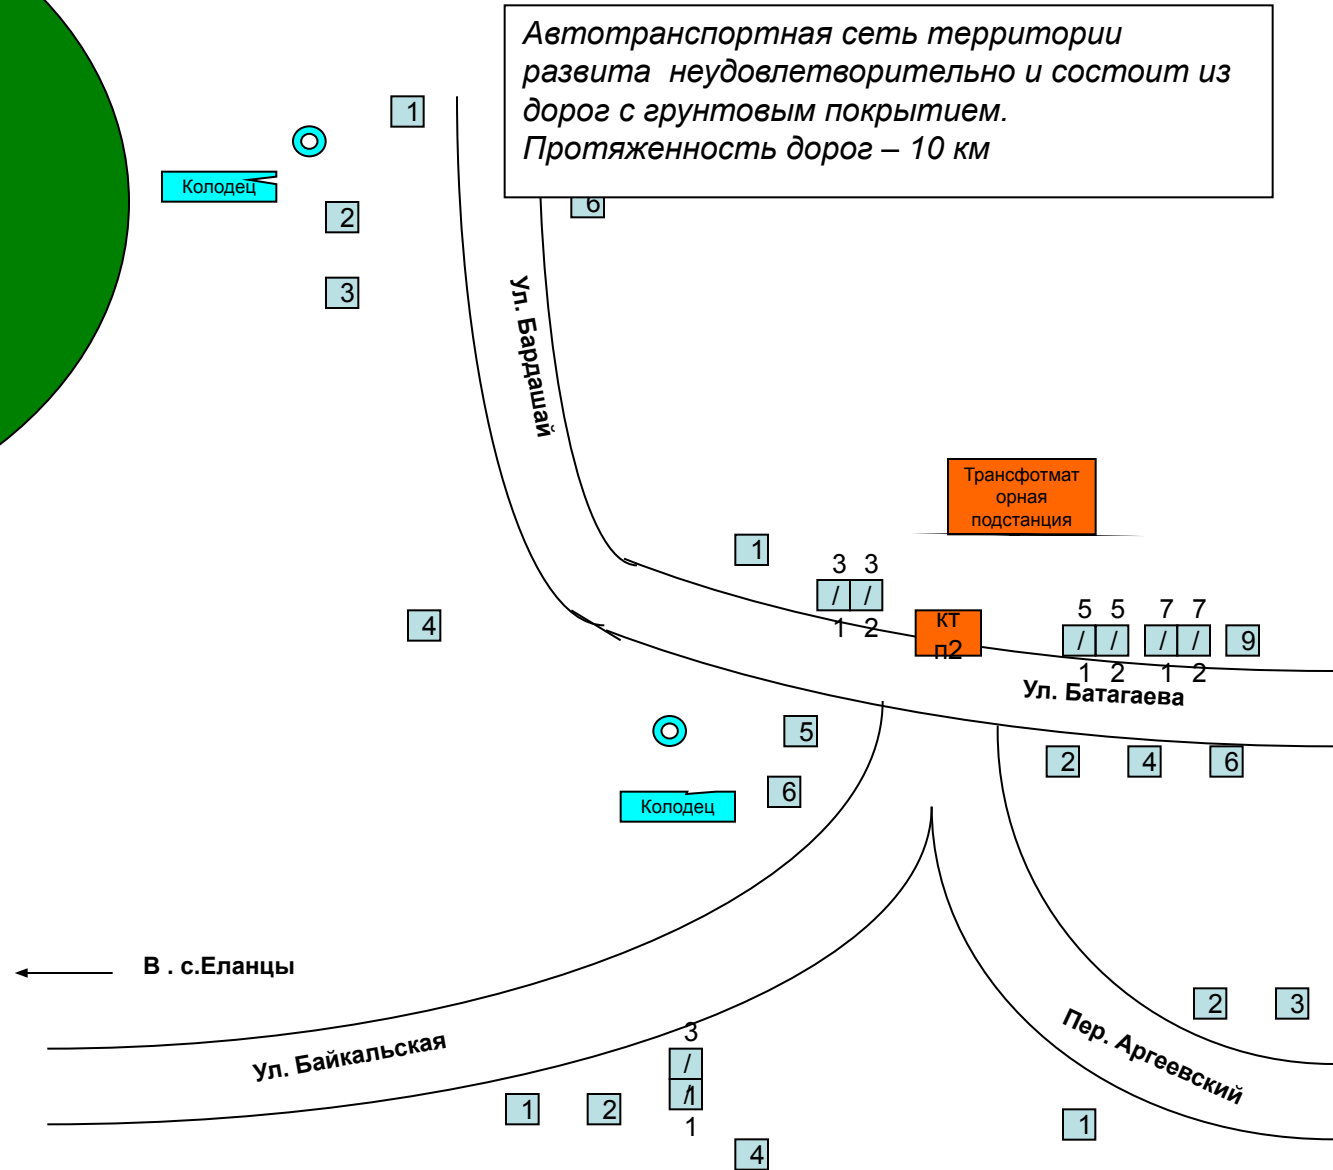 Автотранспортная сеть территории
развита неудовлетворительно и состоит из
дорог с грунтовым покрытием.
Протяженность дорог – 10 км
1
Колодец
2
6
3
Ул. Бардашай
Трансфотмат
орная
подстанция
1
3 3
/ /
1 2
4
кт
п2
5 5 7 7
/ / / /
1 2 1 2
9
Ул. Батагаева
5
2 4 6
6
Колодец
В . с.Еланцы
2 3
Ул. Байкальская
Пер. Аргеевский
3
/
1 2
/1
1
1
4